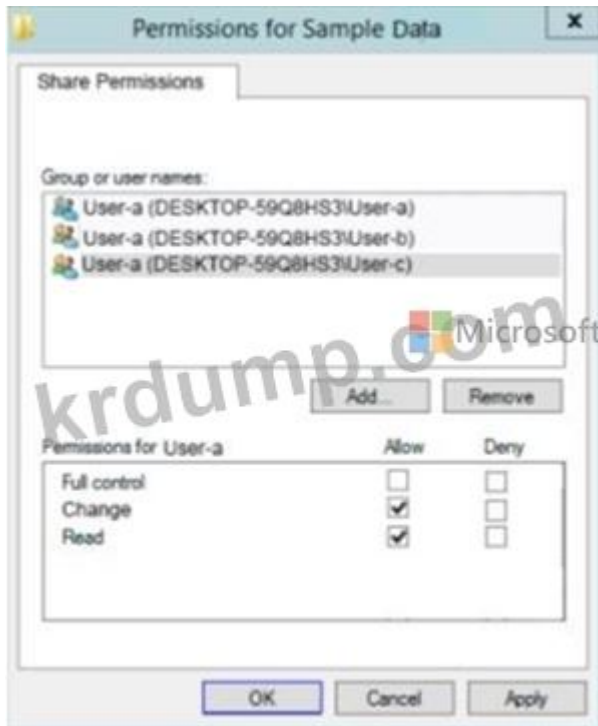 Permissions for Sample Data
x
Share Permissions
Group or user names:
User-a (DESKTOP-59Q8HS3\User-a)
User-a (DESKTOP-59Q8HS3\User-b)
User-a (DESKTOP-59Q8HS3\User-c)
Microsoft
krdump.com
Add... Remove
Permissions for User-a Allow Deny
Full control
Change
Read
OK Cancel Apply